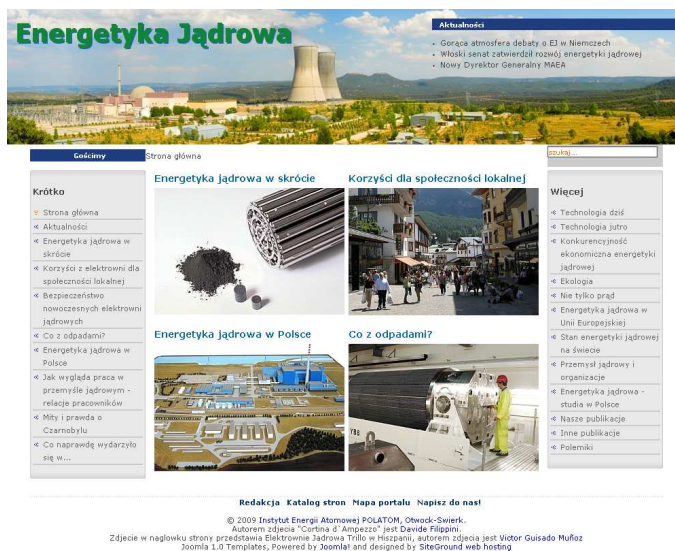 Energetyka Jądrowa
Aktualności
Gorąca atmosfera debaty o EJ w Niemczech
Włoski senat zatwierdził rozwój energetyki jądrowej
Nowy Dyrektor Generalny MAEA
Gościmy
Strona główna
szukaj...
Krótko
Strona główna
Aktualności
Energetyka jądrowa w
skrócie
Korzyści z elektrowni dla
społeczności lokalnej
Bezpieczeństwo
nowoczesnych elektrowni
jądrowych
Co z odpadami?
Energetyka jądrowa w
Polsce
Jak wygląda praca w
przemyśle jądrowym -
relacje pracowników
Mity i prawda o
Czarnobylu
Co naprawdę wydarzyło
się w...
Energetyka jądrowa w skrócie
Korzyści dla społeczności lokalnej
Energetyka jądrowa w Polsce
Co z odpadami?
Więcej
Technologia dziś
Technologia jutro
Konkurencyjność
ekonomiczna energetyki
jądrowej
Ekologia
Nie tylko prąd
Energetyka jądrowa w
Unii Europejskiej
Stan energetyki jądrowej
na świecie
Przemysł jądrowy i
organizacje
Energetyka jądrowa -
studia w Polsce
Nasze publikacje
Inne publikacje
Polemiki
Redakcja Katalog stron Mapa portalu Napisz do nas!
© 2009 Instytut Energii Atomowej POLATOM, Otwock-Swierk.
Autorem zdjecia "Cortina d`Ampezzo" jest Davide Filippini.
Zdjecie w naglowku strony przedstawia Elektrownie Jadrowa Trillo w Hiszpanii, autorem zdjecia jest Victor Guisado Muñoz
Joomla 1.0 Templates, Powered by Joomla! and designed by SiteGround web hosting